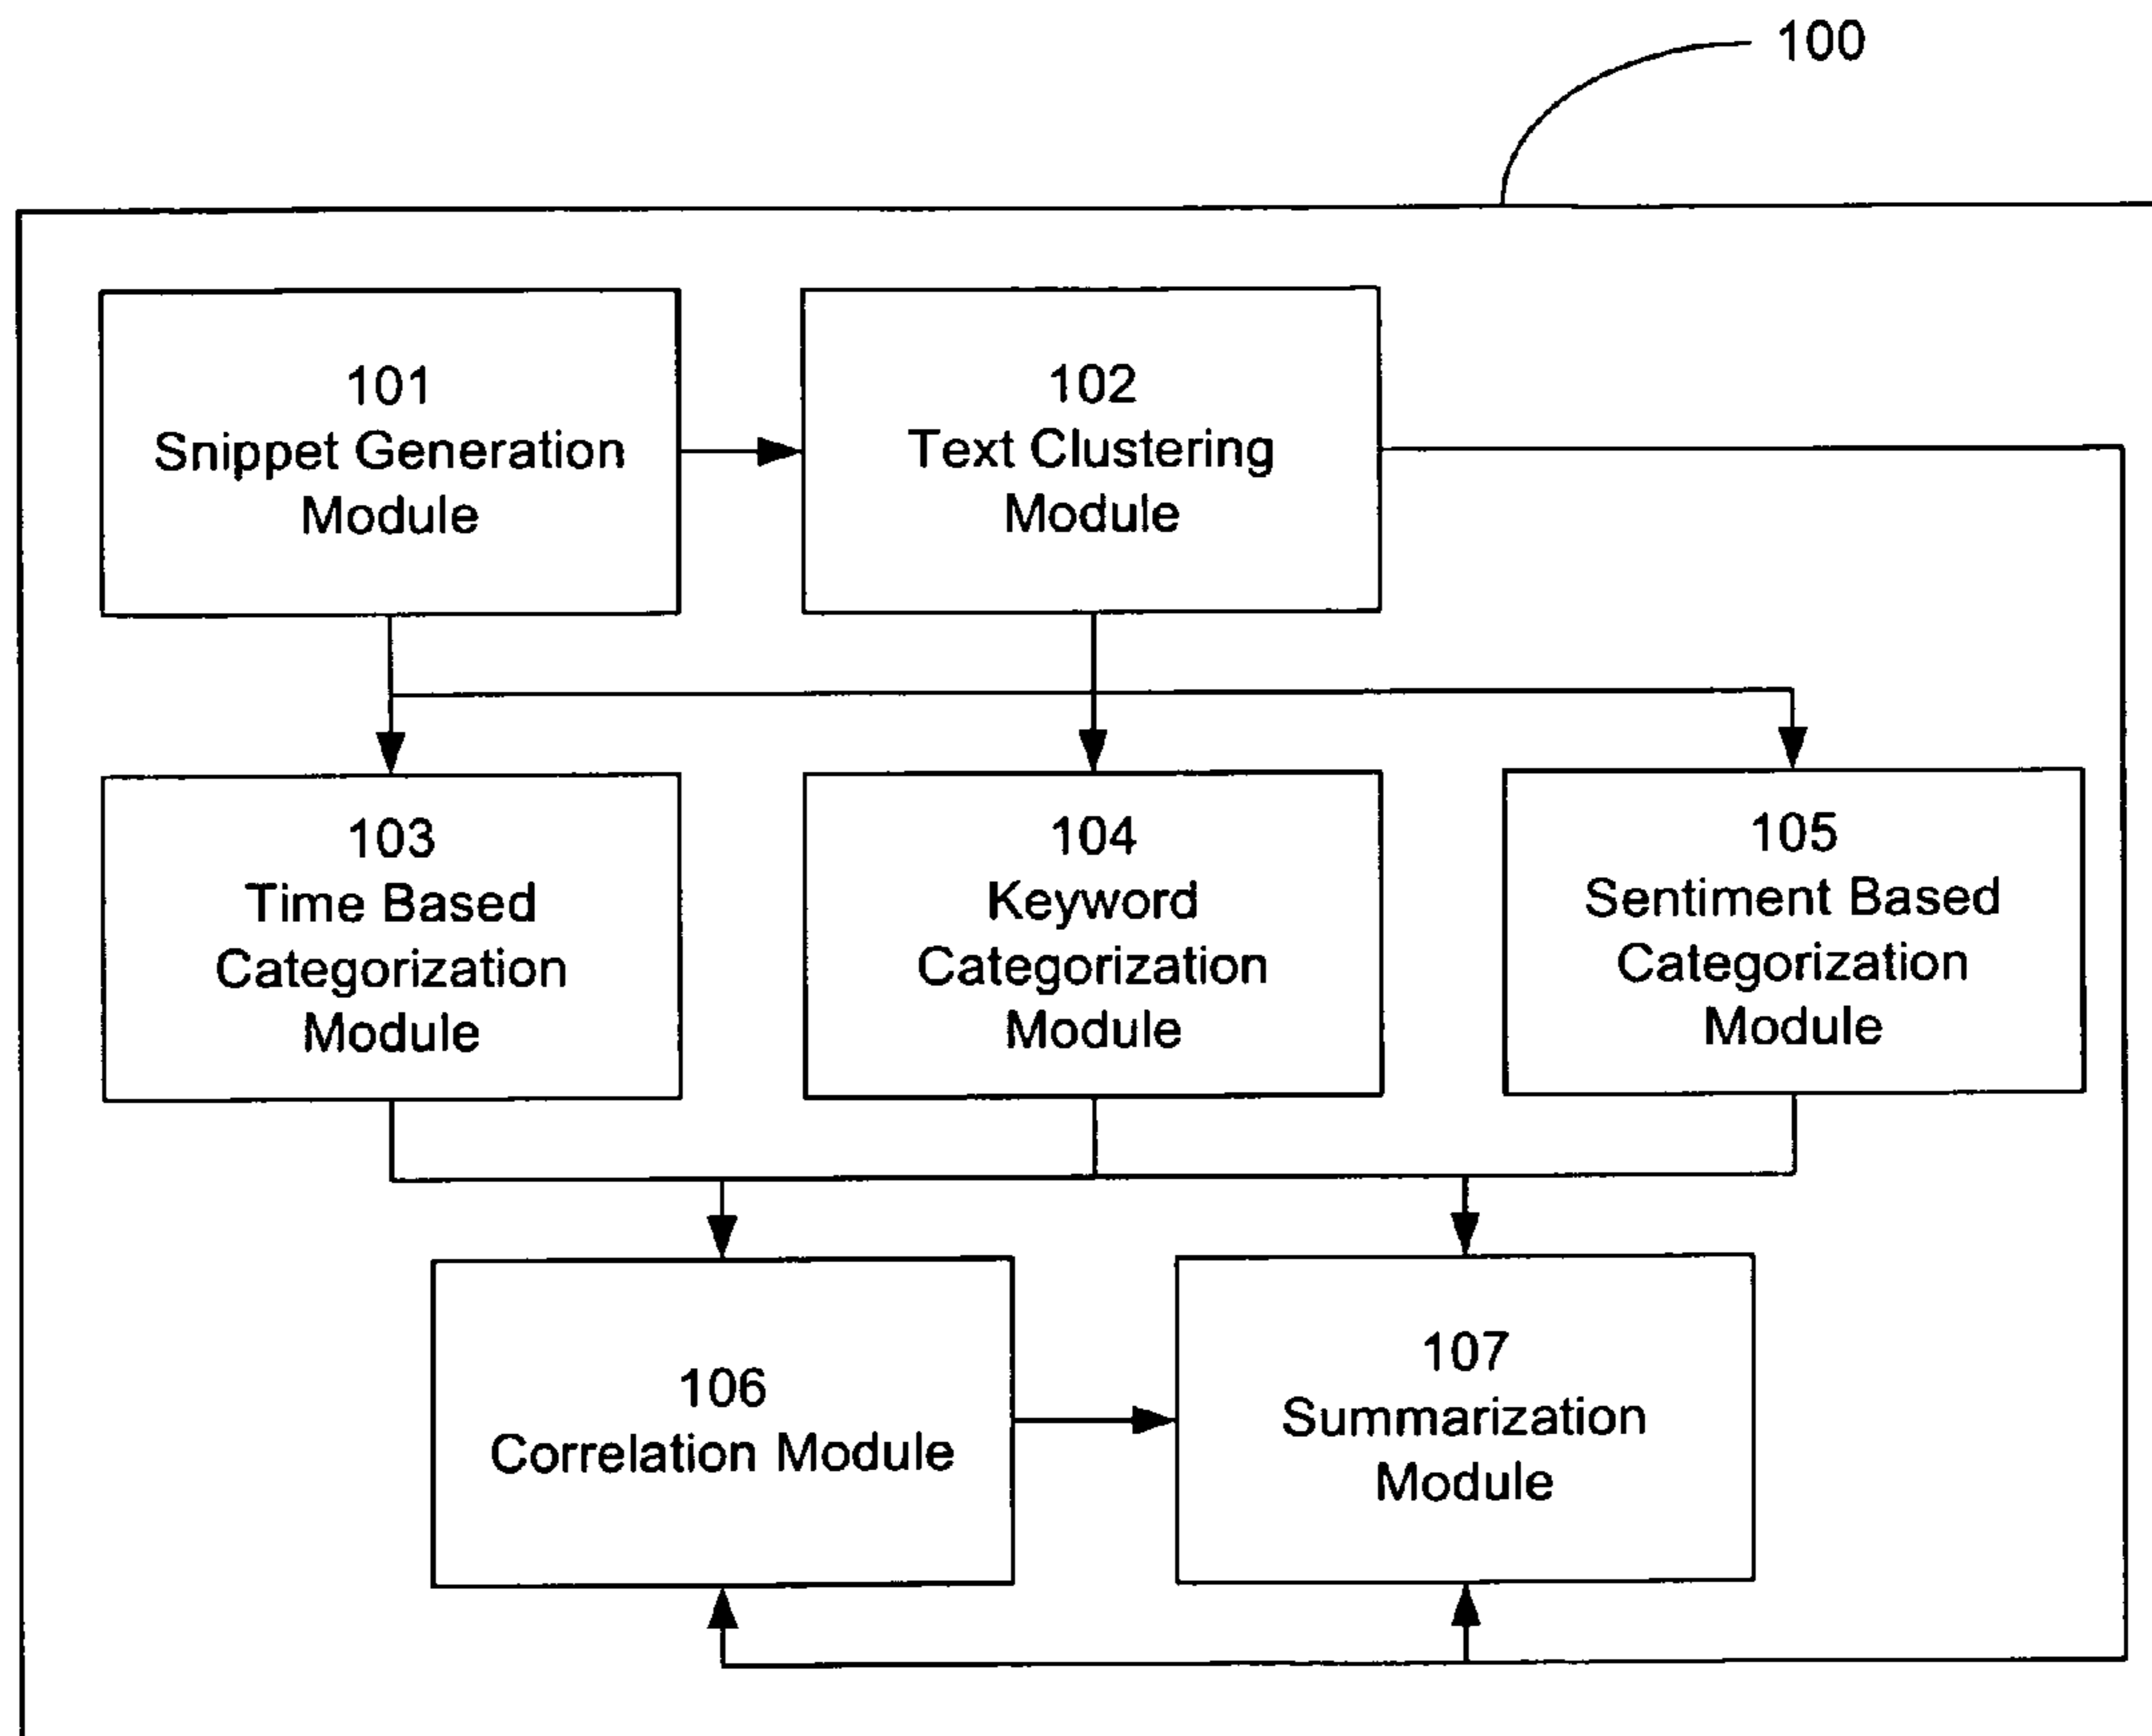 100
101
Snippet Generation
Module
102
Text Clustering
Module
103
Time Based
Categorization
Module
104
Keyword
Categorization
Module
105
Sentiment Based
Categorization
Module
106
Correlation Module
107
Summarization
Module